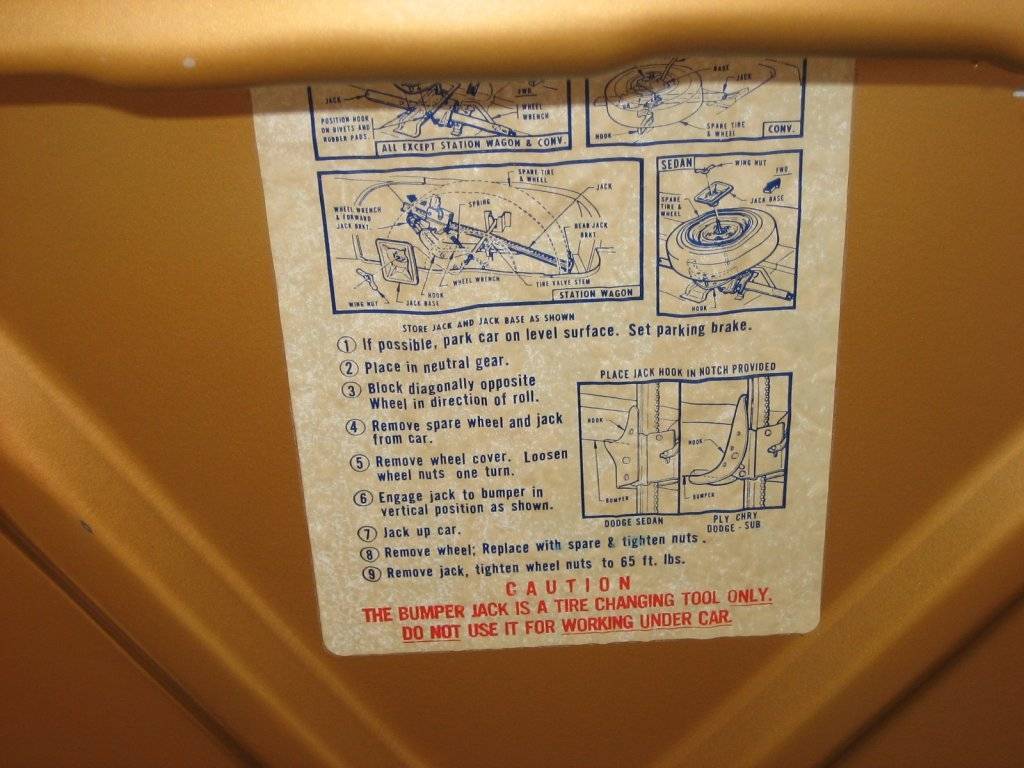 BASE
JACK
FWD.
JACK
WHEEL
WRENCH
POSITION HOOK
ON RIVETS AND
RUBBER PADS.
HOOK
SPARE TIRE
& WHEEL
CONV.
ALL EXCEPT STATION WAGON & CONV.
SPARE TIRE
& WHEEL
JACK
SPRING
WHEEL WRENCH
& FORWARD
JACK BRKT.
REAR JACK
BRKT
WHEEL WRENCH
TIRE VALVE STEM
HOOK
JACK BASE
WING NUT
STATION WAGON
SEDAN
WING NUT
FWD
SPARE
TIRE &
WHEEL
JACK BASE
HOOK
STORE JACK AND JACK BASE AS SHOWN
1 If possible, park car on level surface. Set parking brake.
2 Place in neutral gear.
3 Block diagonally opposite
Wheel in direction of roll.
4 Remove spare wheel and jack
from car.
5 Remove wheel cover. Loosen
wheel nuts one turn.
6 Engage jack to bumper in
vertical position as shown.
7 Jack up car.
8 Remove wheel; Replace with spare & tighten nuts.
9 Remove jack, tighten wheel nuts to 65 ft. lbs.
PLACE JACK HOOK IN NOTCH PROVIDED
HOOK
HOOK
BUMPER
BUMPER
DODGE SEDAN
PLY CHRY
DODGE - SUB
CAUTION
THE BUMPER JACK IS A TIRE CHANGING TOOL ONLY.
DO NOT USE IT FOR WORKING UNDER CAR.